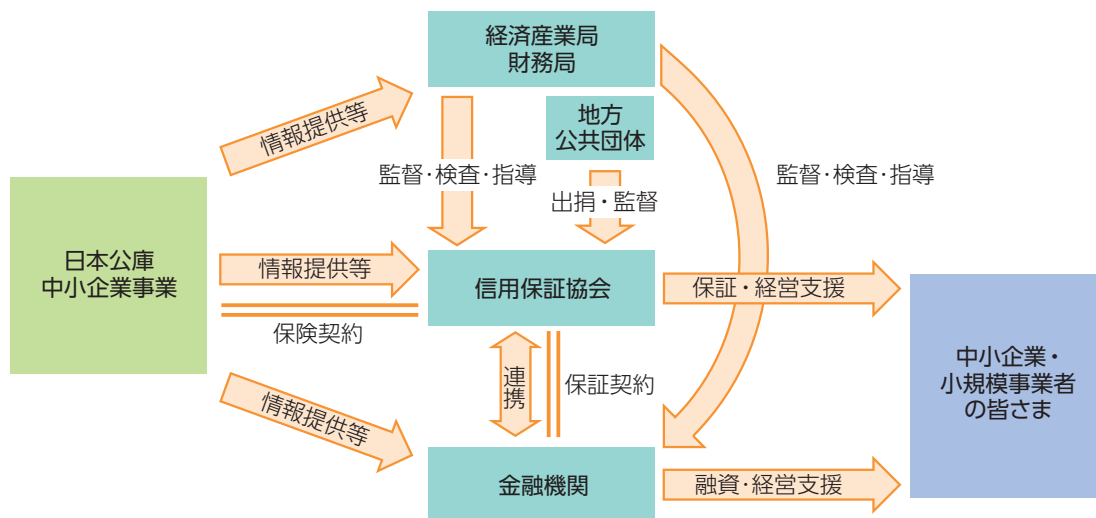 経済産業局
財務局
地方
公共団体
情報提供等
監督・検査・指導
出捐・監督
監督・検査・指導
日本公庫
中小企業事業
情報提供等
保険契約
信用保証協会
保証・経営支援
連携
保証契約
中小企業・
小規模事業者
の皆さま
情報提供等
金融機関
融資・経営支援